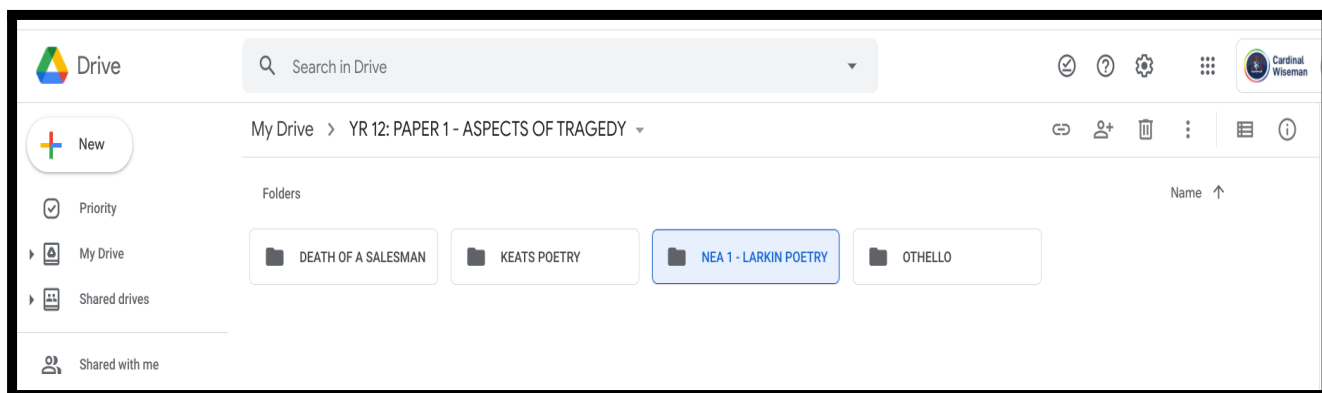 Drive
Search in Drive
Cardinal
Wiseman
My Drive > YR 12: PAPER 1 - ASPECTS OF TRAGEDY
New
Folders
Name
Priority
DEATH OF A SALESMAN
KEATS POETRY
NEA 1 - LARKIN POETRY
OTHELLO
My Drive
Shared drives
Shared with me